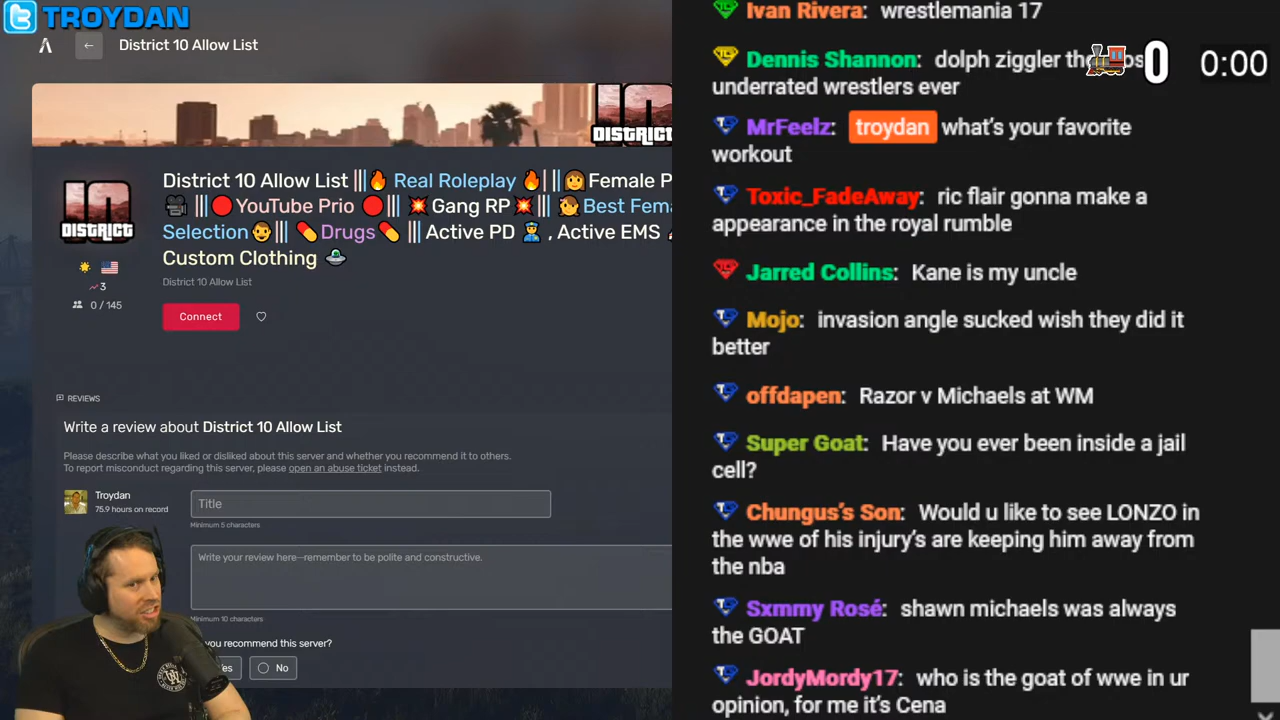 TROYDAN
District 10 Allow List
10
DISTRICT
District 10 Allow List ||| Real Roleplay || Female P
||| YouTube Prio ||| Gang RP ||| Best Fema
Selection ||| Drugs ||| Active PD , Active EMS
Custom Clothing
10
DISTRICT
District 10 Allow List
3
0 / 145
Connect
REVIEWS
Write a review about District 10 Allow List
Please describe what you liked or disliked about this server and whether you recommend it to others.
To report misconduct regarding this server, please open an abuse ticket instead.
Troydan
75.9 hours on record
Title
Minimum 5 characters
Write your review here—remember to be polite and constructive.
Minimum 10 characters
you recommend this server?
No
Ivan Rivera: wrestlemania 17
0 0:00
Dennis Shannon: dolph ziggler
underrated wrestlers ever
MrFeelz: troydan what's your favorite
workout
Toxic_FadeAway: ric flair gonna make a
appearance in the royal rumble
Jarred Collins: Kane is my uncle
Mojo: invasion angle sucked wish they did it
better
offdapen: Razor v Michaels at WM
Super Goat: Have you ever been inside a jail
cell?
Chungus's Son: Would u like to see LONZO in
the wwe of his injury's are keeping him away from
the nba
Sxmmy Rosé: shawn michaels was always
the GOAT
JordyMordy17: who is the goat of wwe in ur
opinion, for me it's Cena